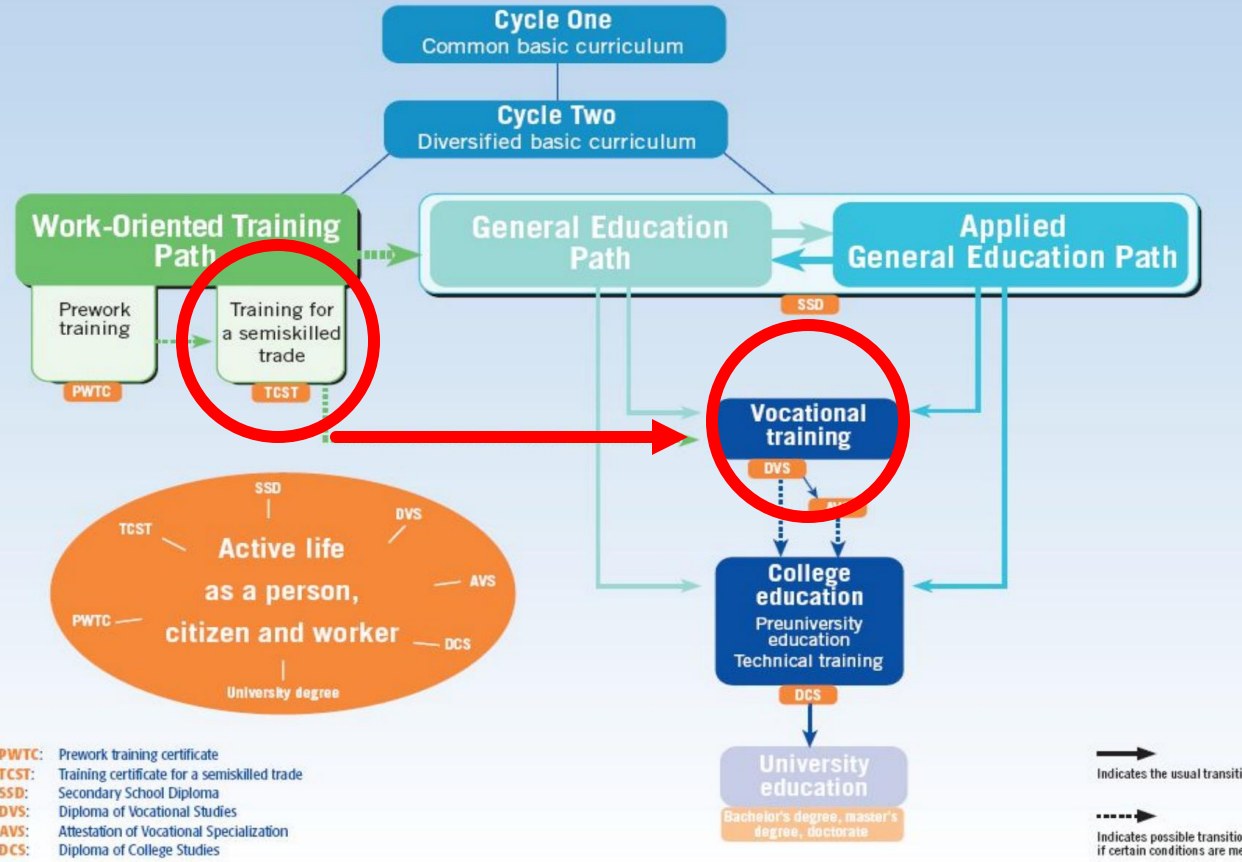 Cycle One
Common basic curriculum
Cycle Two
Diversified basic curriculum
Work-Oriented Training
Path
General Education
Path
Applied
General Education Path
SSD
Prework
training
Training for
a semiskilled
trade
PWTC
TCST
Vocational
training
DVS
SSD
TCST
DVS
Active life
as a person,
citizen and worker
AVS
PWTC
DCS
University degree
College
education
Preuniversity
education
Technical training
DCS
University
education
Bachelor's degree, master's
degree, doctorate
PWTC: Prework training certificate
TCST: Training certificate for a semiskilled trade
SSD: Secondary School Diploma
DVS: Diploma of Vocational Studies
AVS: Attestation of Vocational Specialization
DCS: Diploma of College Studies
Indicates the usual
Indicates possible
if certain conditions are